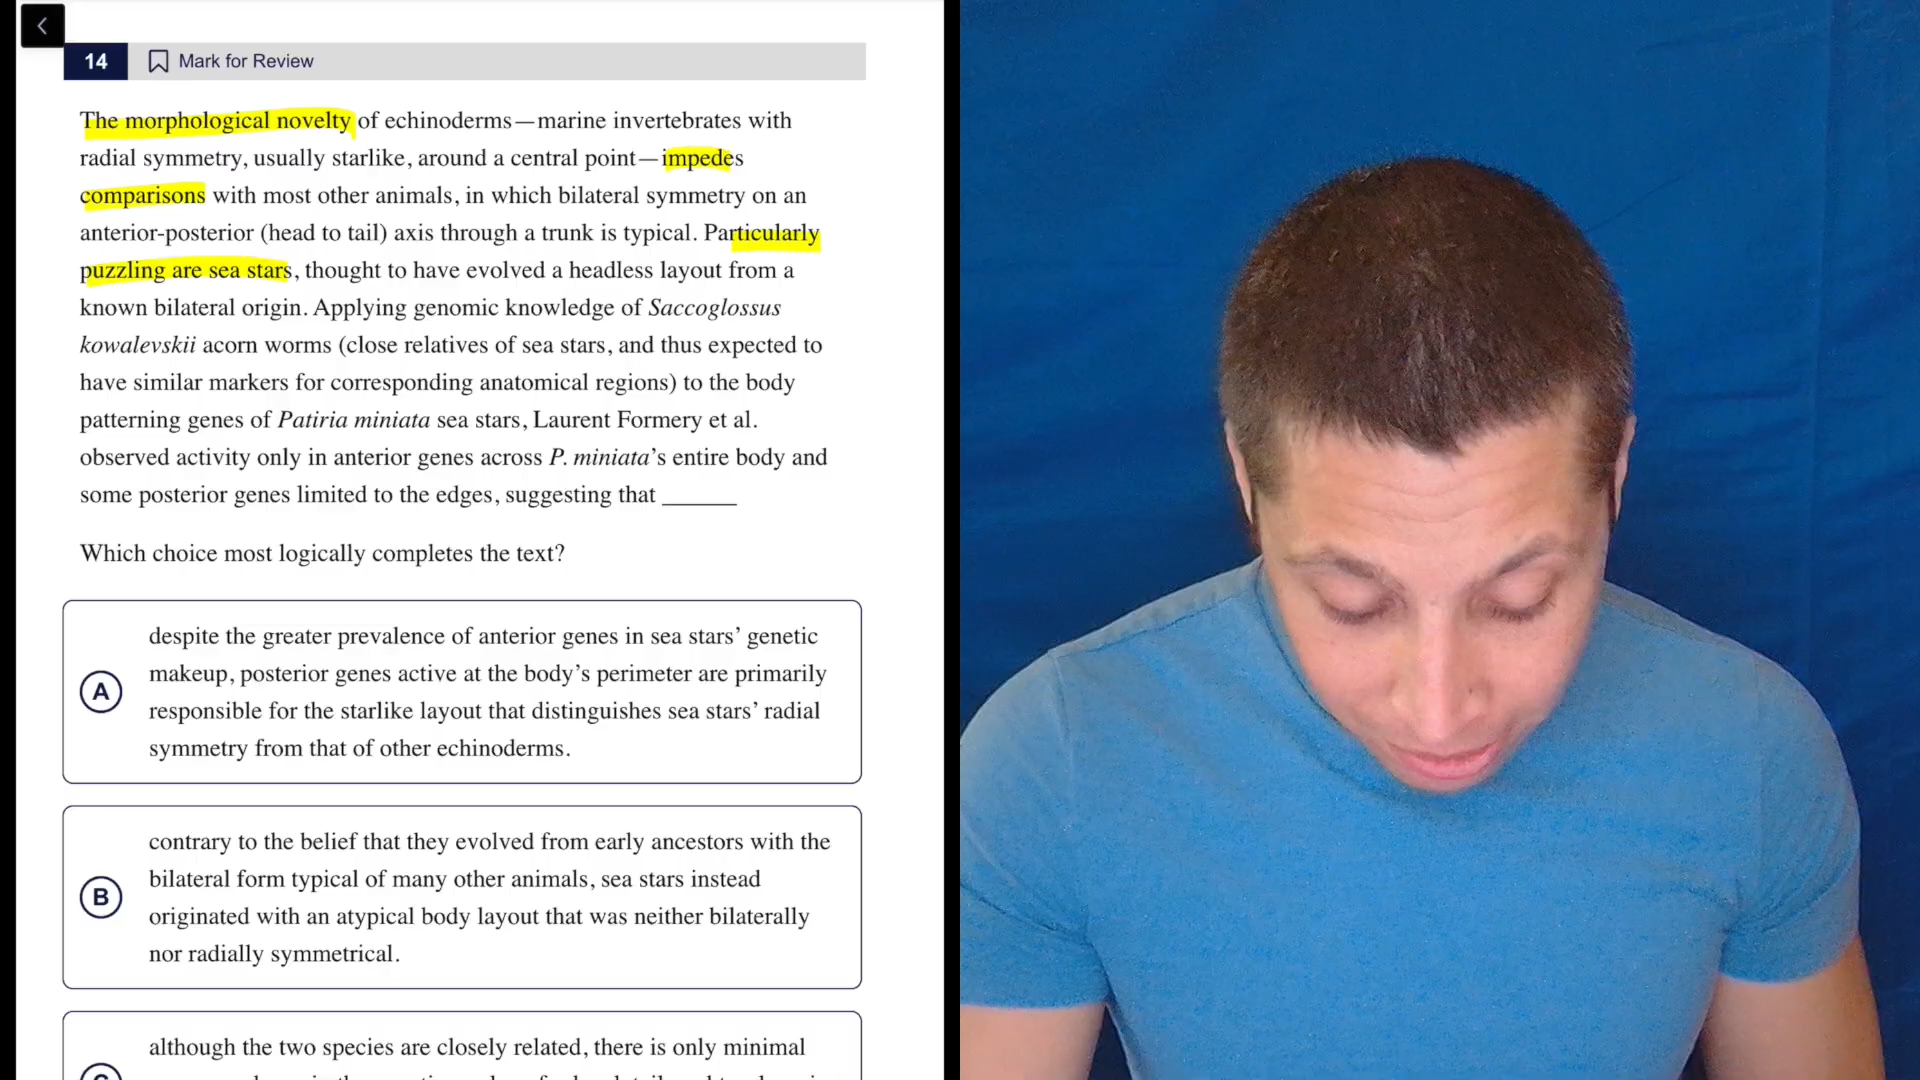 14 Mark for Review
The morphological novelty of echinoderms—marine invertebrates with
radial symmetry, usually starlike, around a central point—impedes
comparisons with most other animals, in which bilateral symmetry on an
anterior-posterior (head to tail) axis through a trunk is typical. Particularly
puzzling are sea stars, thought to have evolved a headless layout from a
known bilateral origin. Applying genomic knowledge of Saccoglossus
kowalevskii acorn worms (close relatives of sea stars, and thus expected to
have similar markers for corresponding anatomical regions) to the body
patterning genes of Patiria miniata sea stars, Laurent Formery et al.
observed activity only in anterior genes across P. miniata’s entire body and
some posterior genes limited to the edges, suggesting that ______
Which choice most logically completes the text?
A
despite the greater prevalence of anterior genes in sea stars’ genetic
makeup, posterior genes active at the body’s perimeter are primarily
responsible for the starlike layout that distinguishes sea stars’ radial
symmetry from that of other echinoderms.
B
contrary to the belief that they evolved from early ancestors with the
bilateral form typical of many other animals, sea stars instead
originated with an atypical body layout that was neither bilaterally
nor radially symmetrical.
although the two species are closely related, there is only minimal